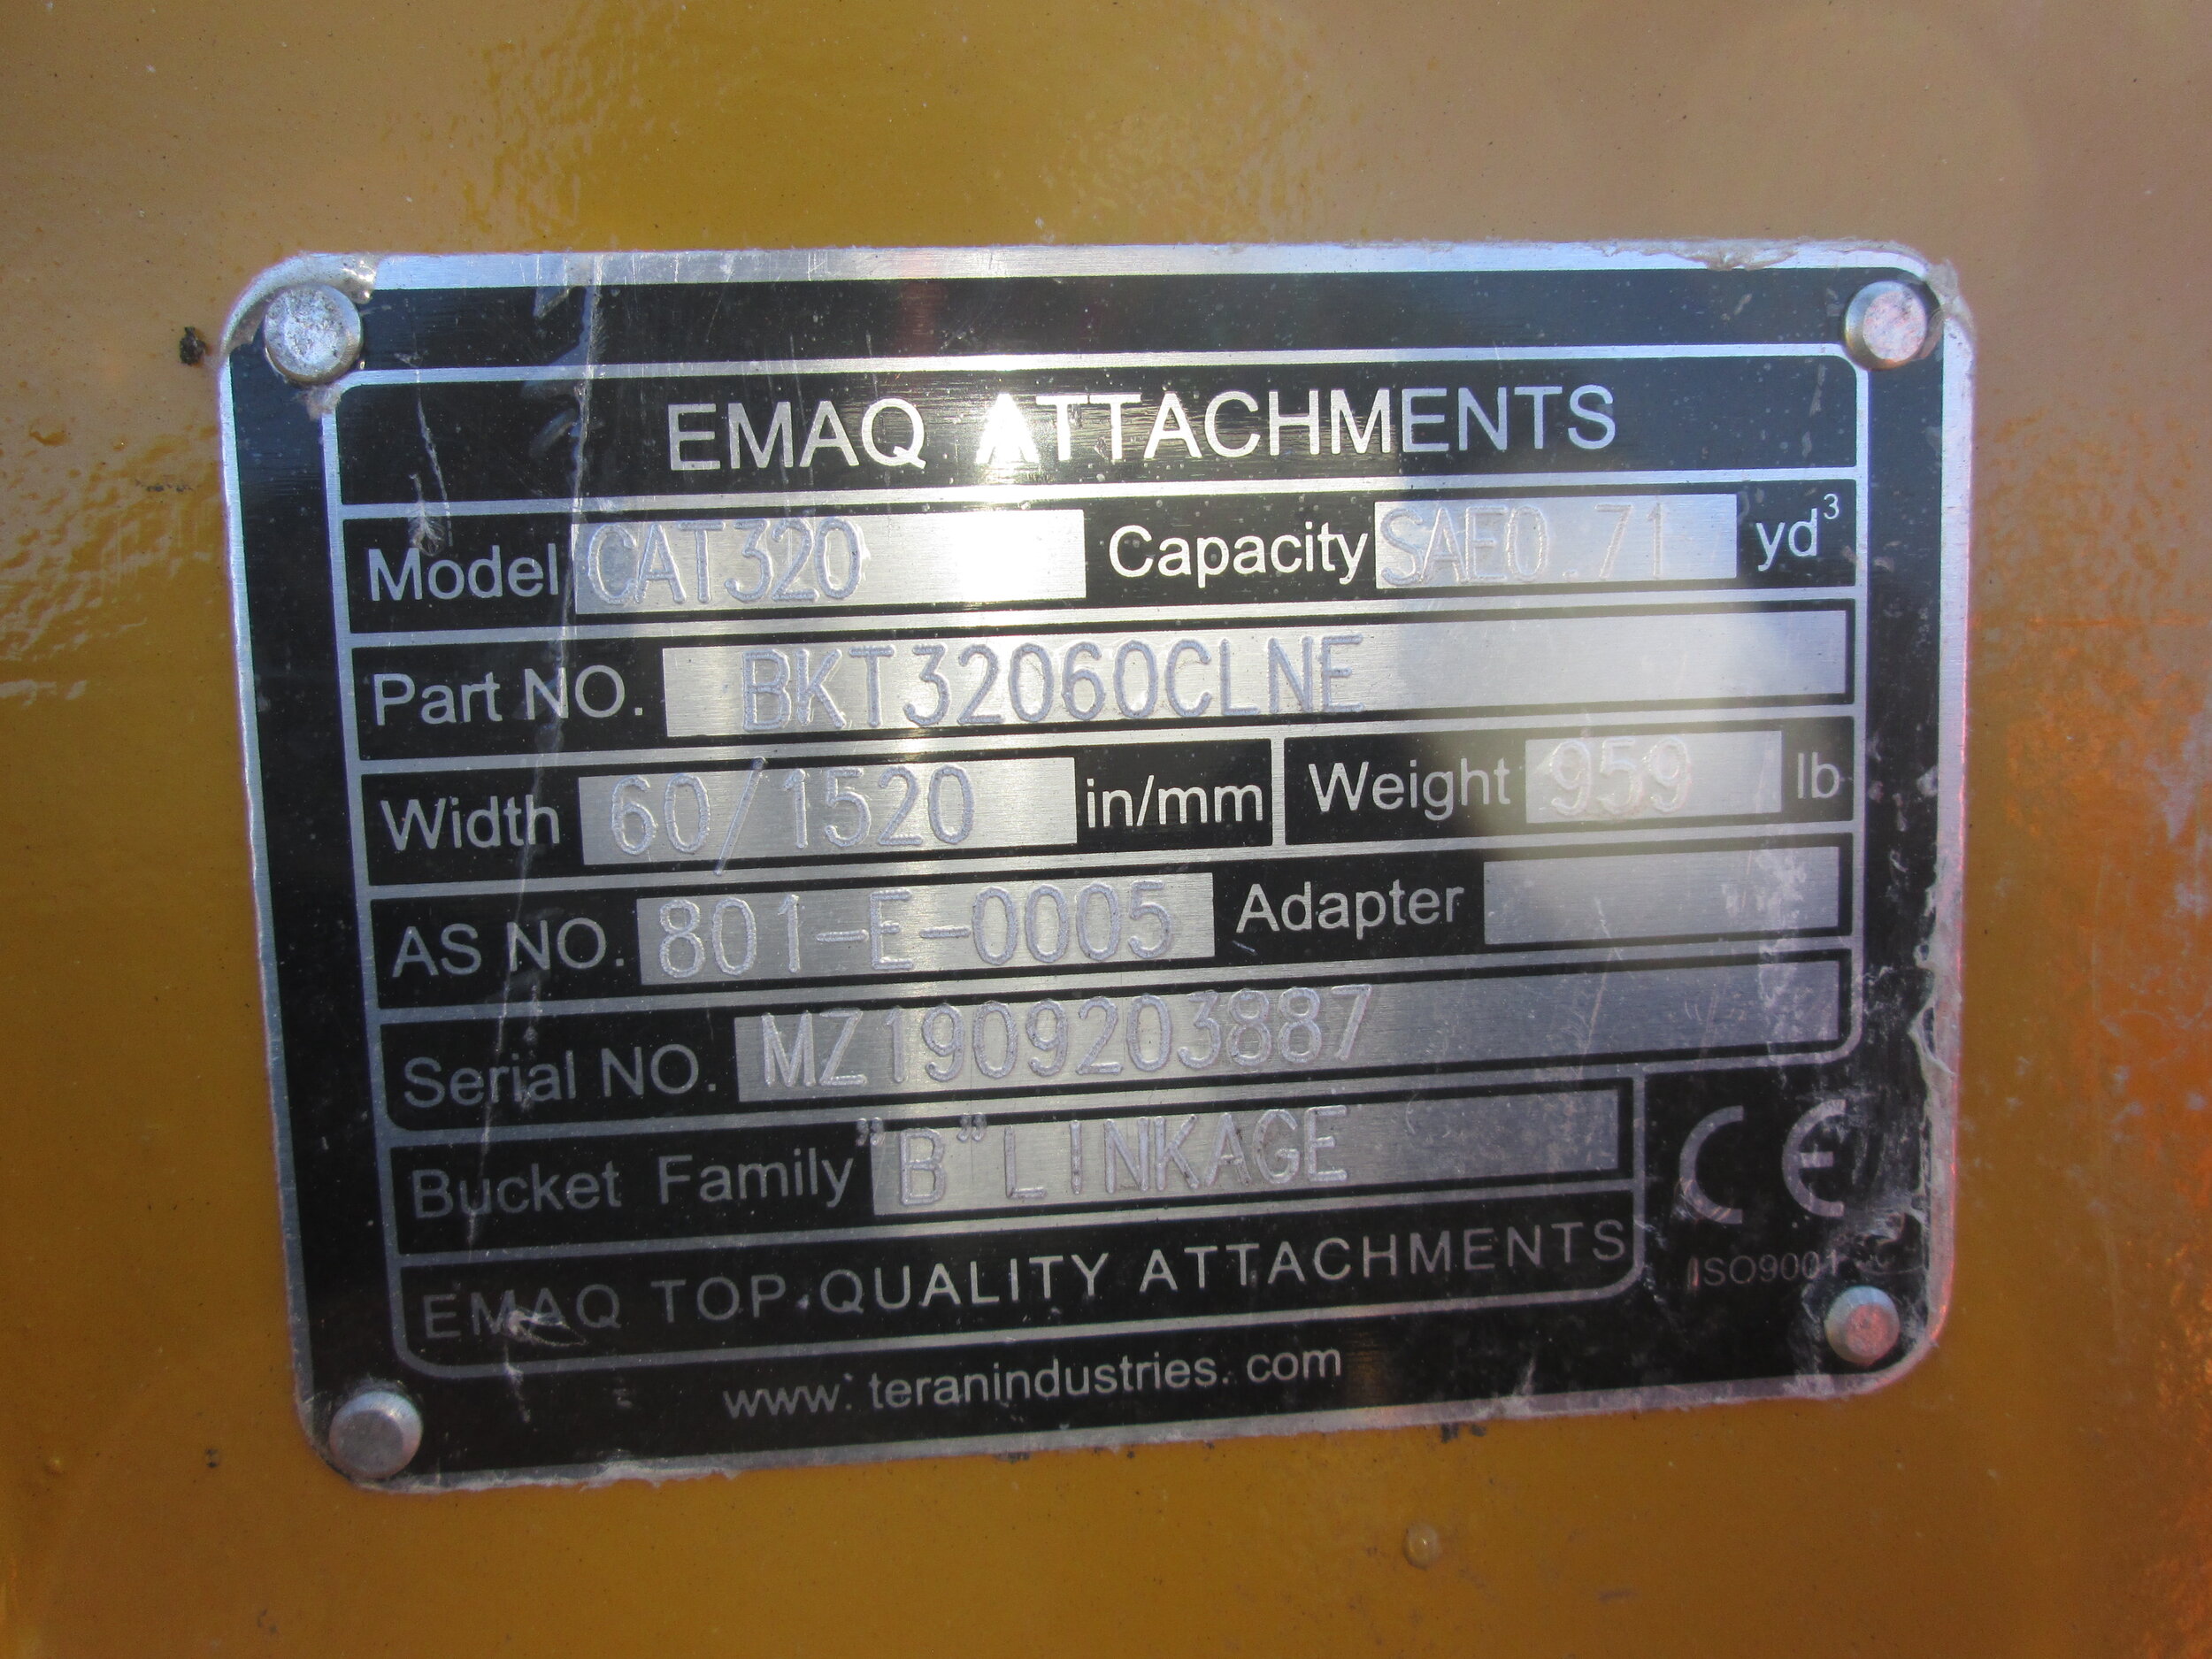 EMAQ ATTACHMENTS
Model CAT320 Capacity SAE0.71 yd³
Part NO. BKT32060CLNE
Width 60/1520 in/mm Weight 959 lb
AS NO. 801-E-0005 Adapter
Serial NO. MZ1909203887
Bucket Family "B"LINKAGE
CE
EMAQ TOP QUALITY ATTACHMENTS
ISO9001
www.teranindustries.com